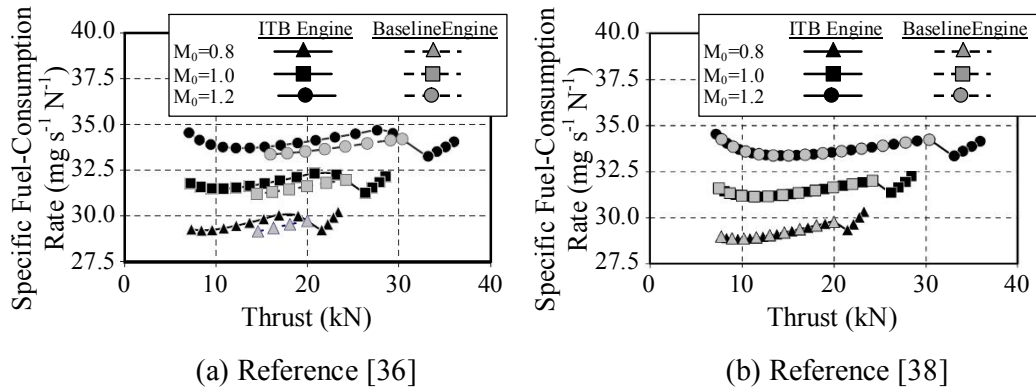 ITB Engine BaselineEngine
M₀=0.8
M₀=1.0
M₀=1.2
40.0
37.5
35.0
32.5
30.0
27.5
Specific Fuel-Consumption
Rate (mg s⁻¹ N⁻¹)
0 10 20 30 40
Thrust (kN)
(a) Reference [36]
ITB Engine BaselineEngine
M₀=0.8
M₀=1.0
M₀=1.2
40.0
37.5
35.0
32.5
30.0
27.5
Specific Fuel-Consumption
Rate (mg s⁻¹ N⁻¹)
0 10 20 30 40
Thrust (kN)
(b) Reference [38]